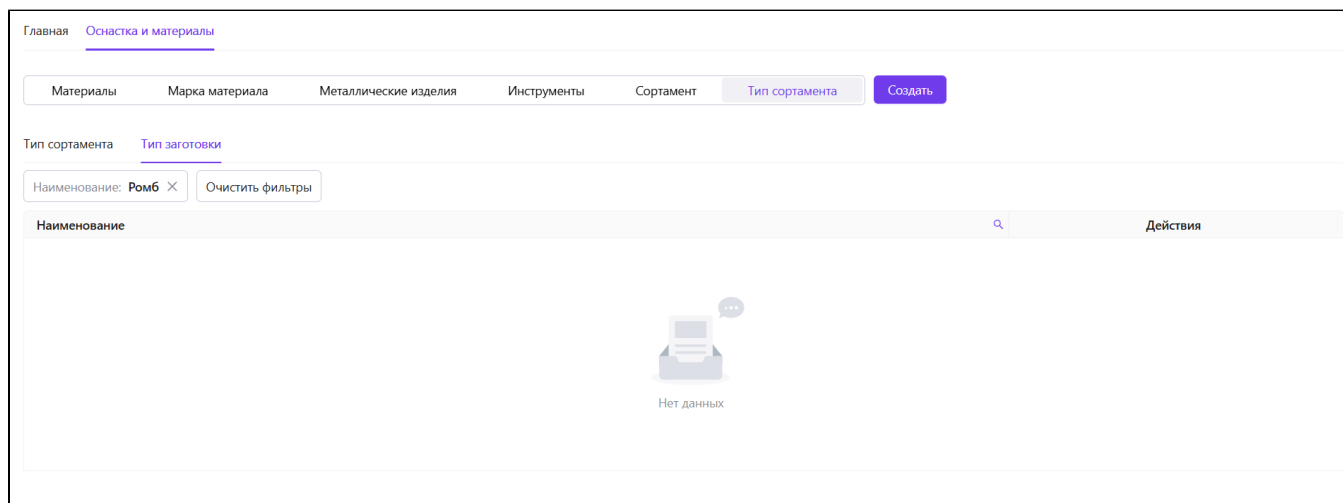 Главная Оснастка и материалы
Материалы Марка материала Металлические изделия Инструменты Сортамент Тип сортамента Создать
Тип сортамента Тип заготовки
Наименование: Ромб Очистить фильтры
Наименование Действия
Нет данных